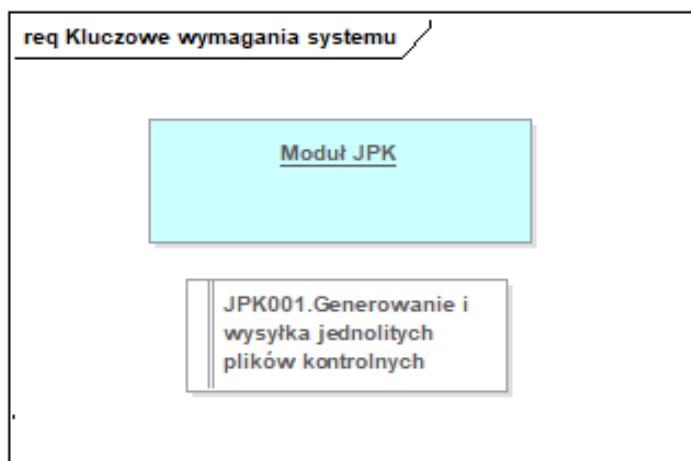 req Kluczowe wymagania systemu
Moduł JPK
JPK001.Generowanie i
wysyłka jednolitych
plików kontrolnych